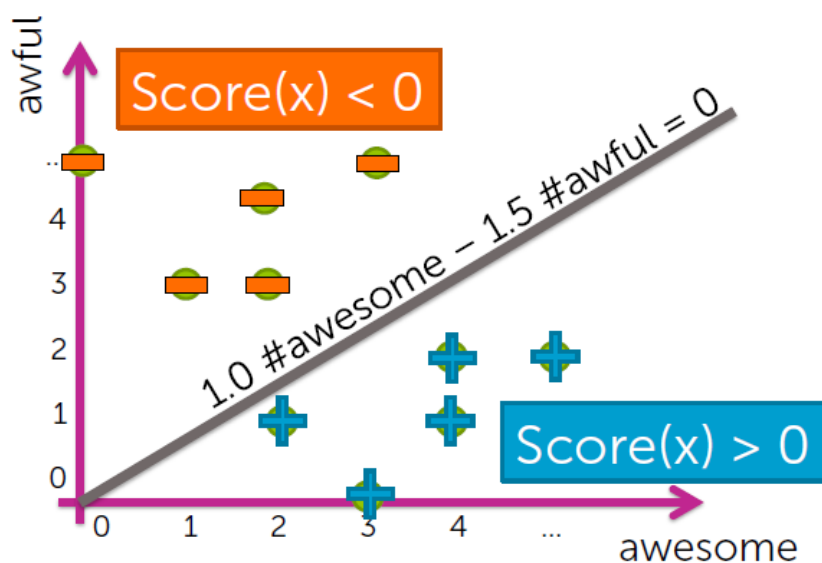 awful
Score(x) < 0
1.0 #awesome – 1.5 #awful = 0
..
4
3
2
1
0
Score(x) > 0
0 1 2 3 4 ...
awesome